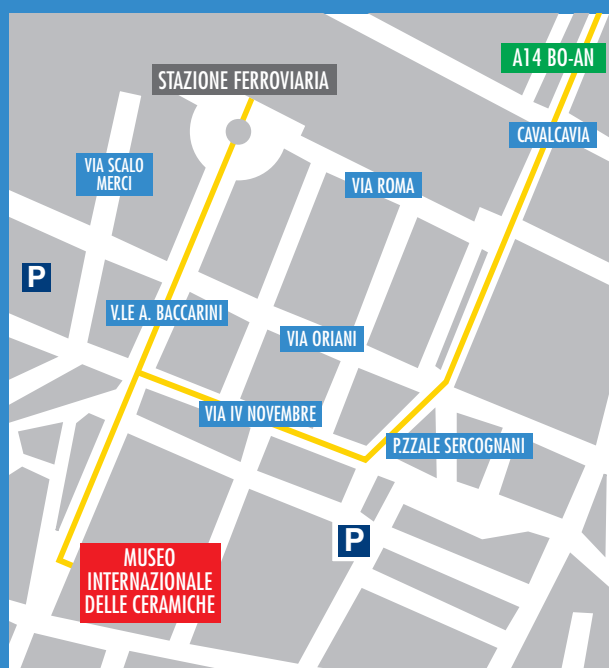 A14 BO-AN
STAZIONE FERROVIARIA
CAVALCAVIA
VIA SCALO
MERCI
VIA ROMA
P
V.LE A. BACCARINI
VIA ORIANI
VIA IV NOVEMBRE
P.ZZALE SERCOGNANI
P
MUSEO
INTERNAZIONALE
DELLE CERAMICHE